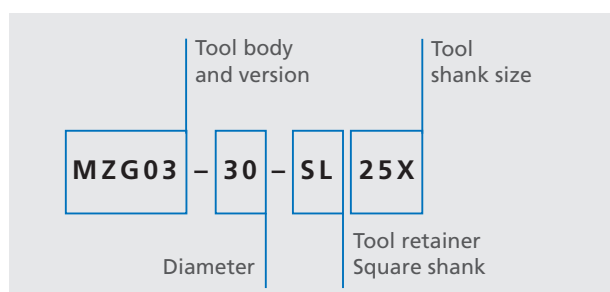 Tool body
and version
Tool
shank size
MZG03 – 30 – SL 25X
Diameter
Tool retainer
Square shank